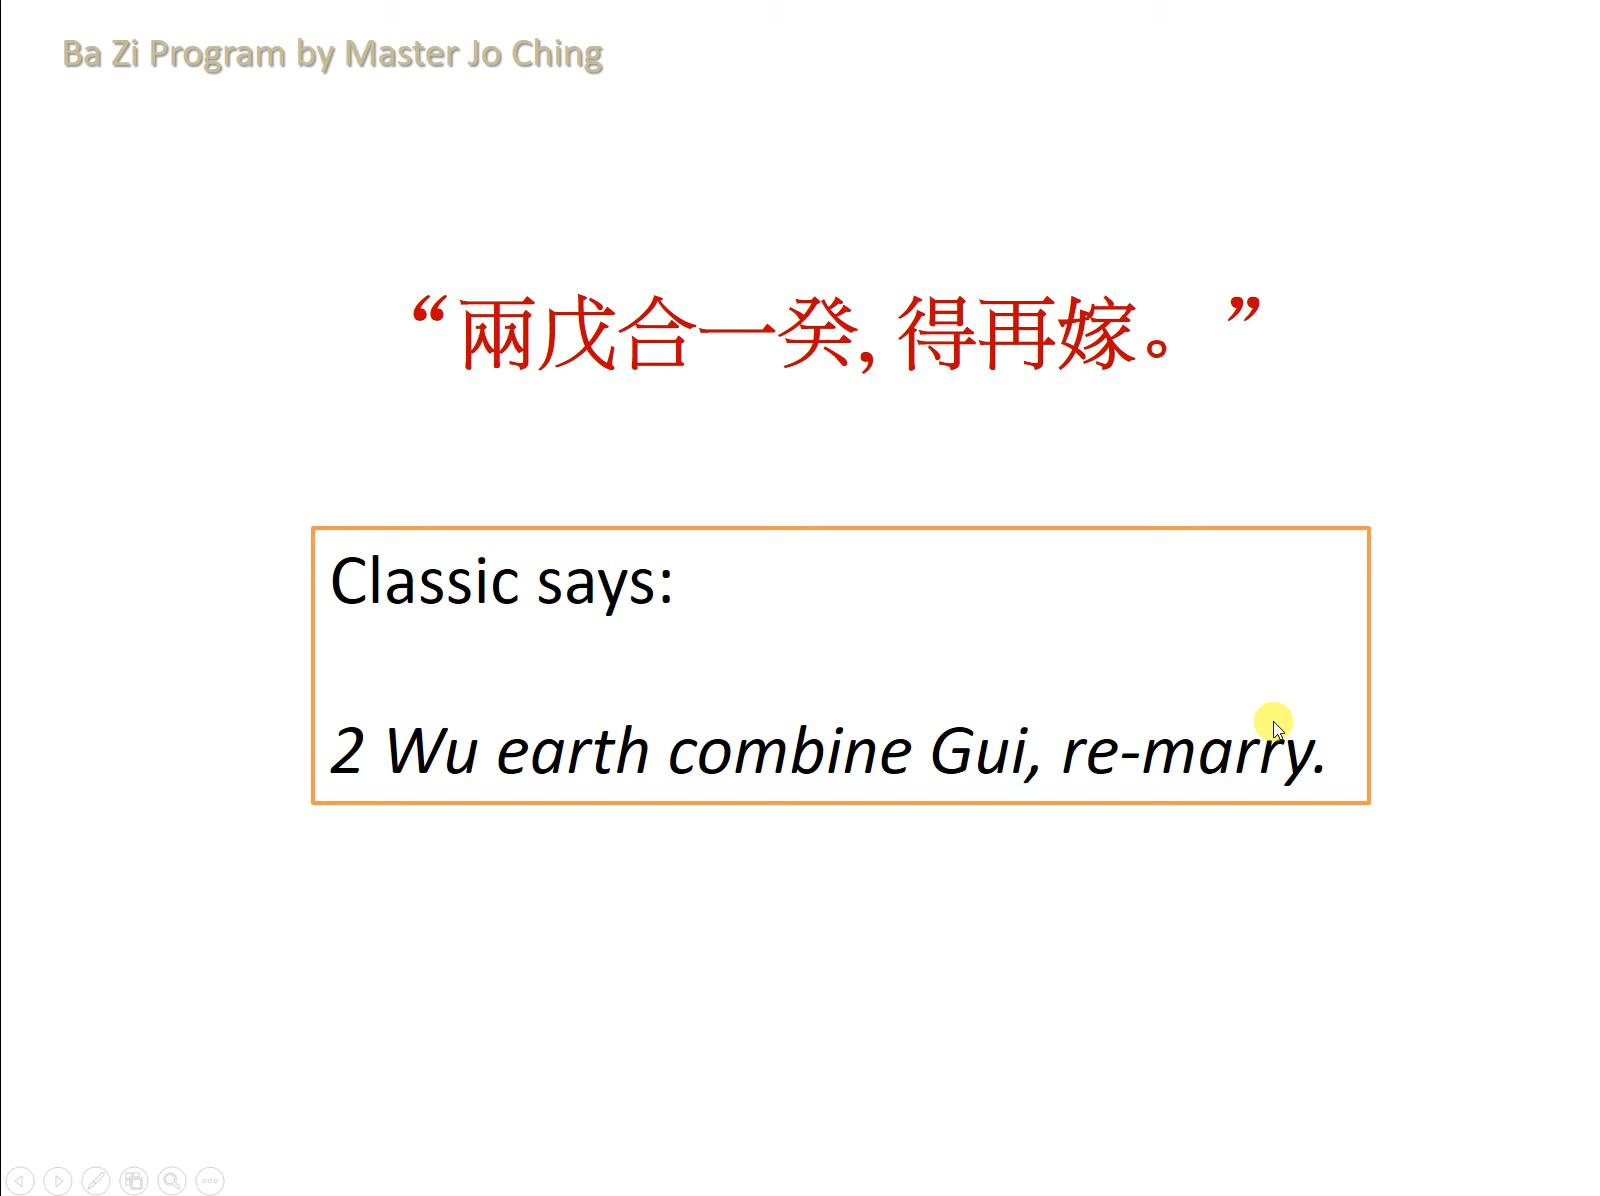 Ba Zi Program by Master Jo Ching
“兩戊合一癸, 得再嫁。”
Classic says:
2 Wu earth combine Gui, re-marry.